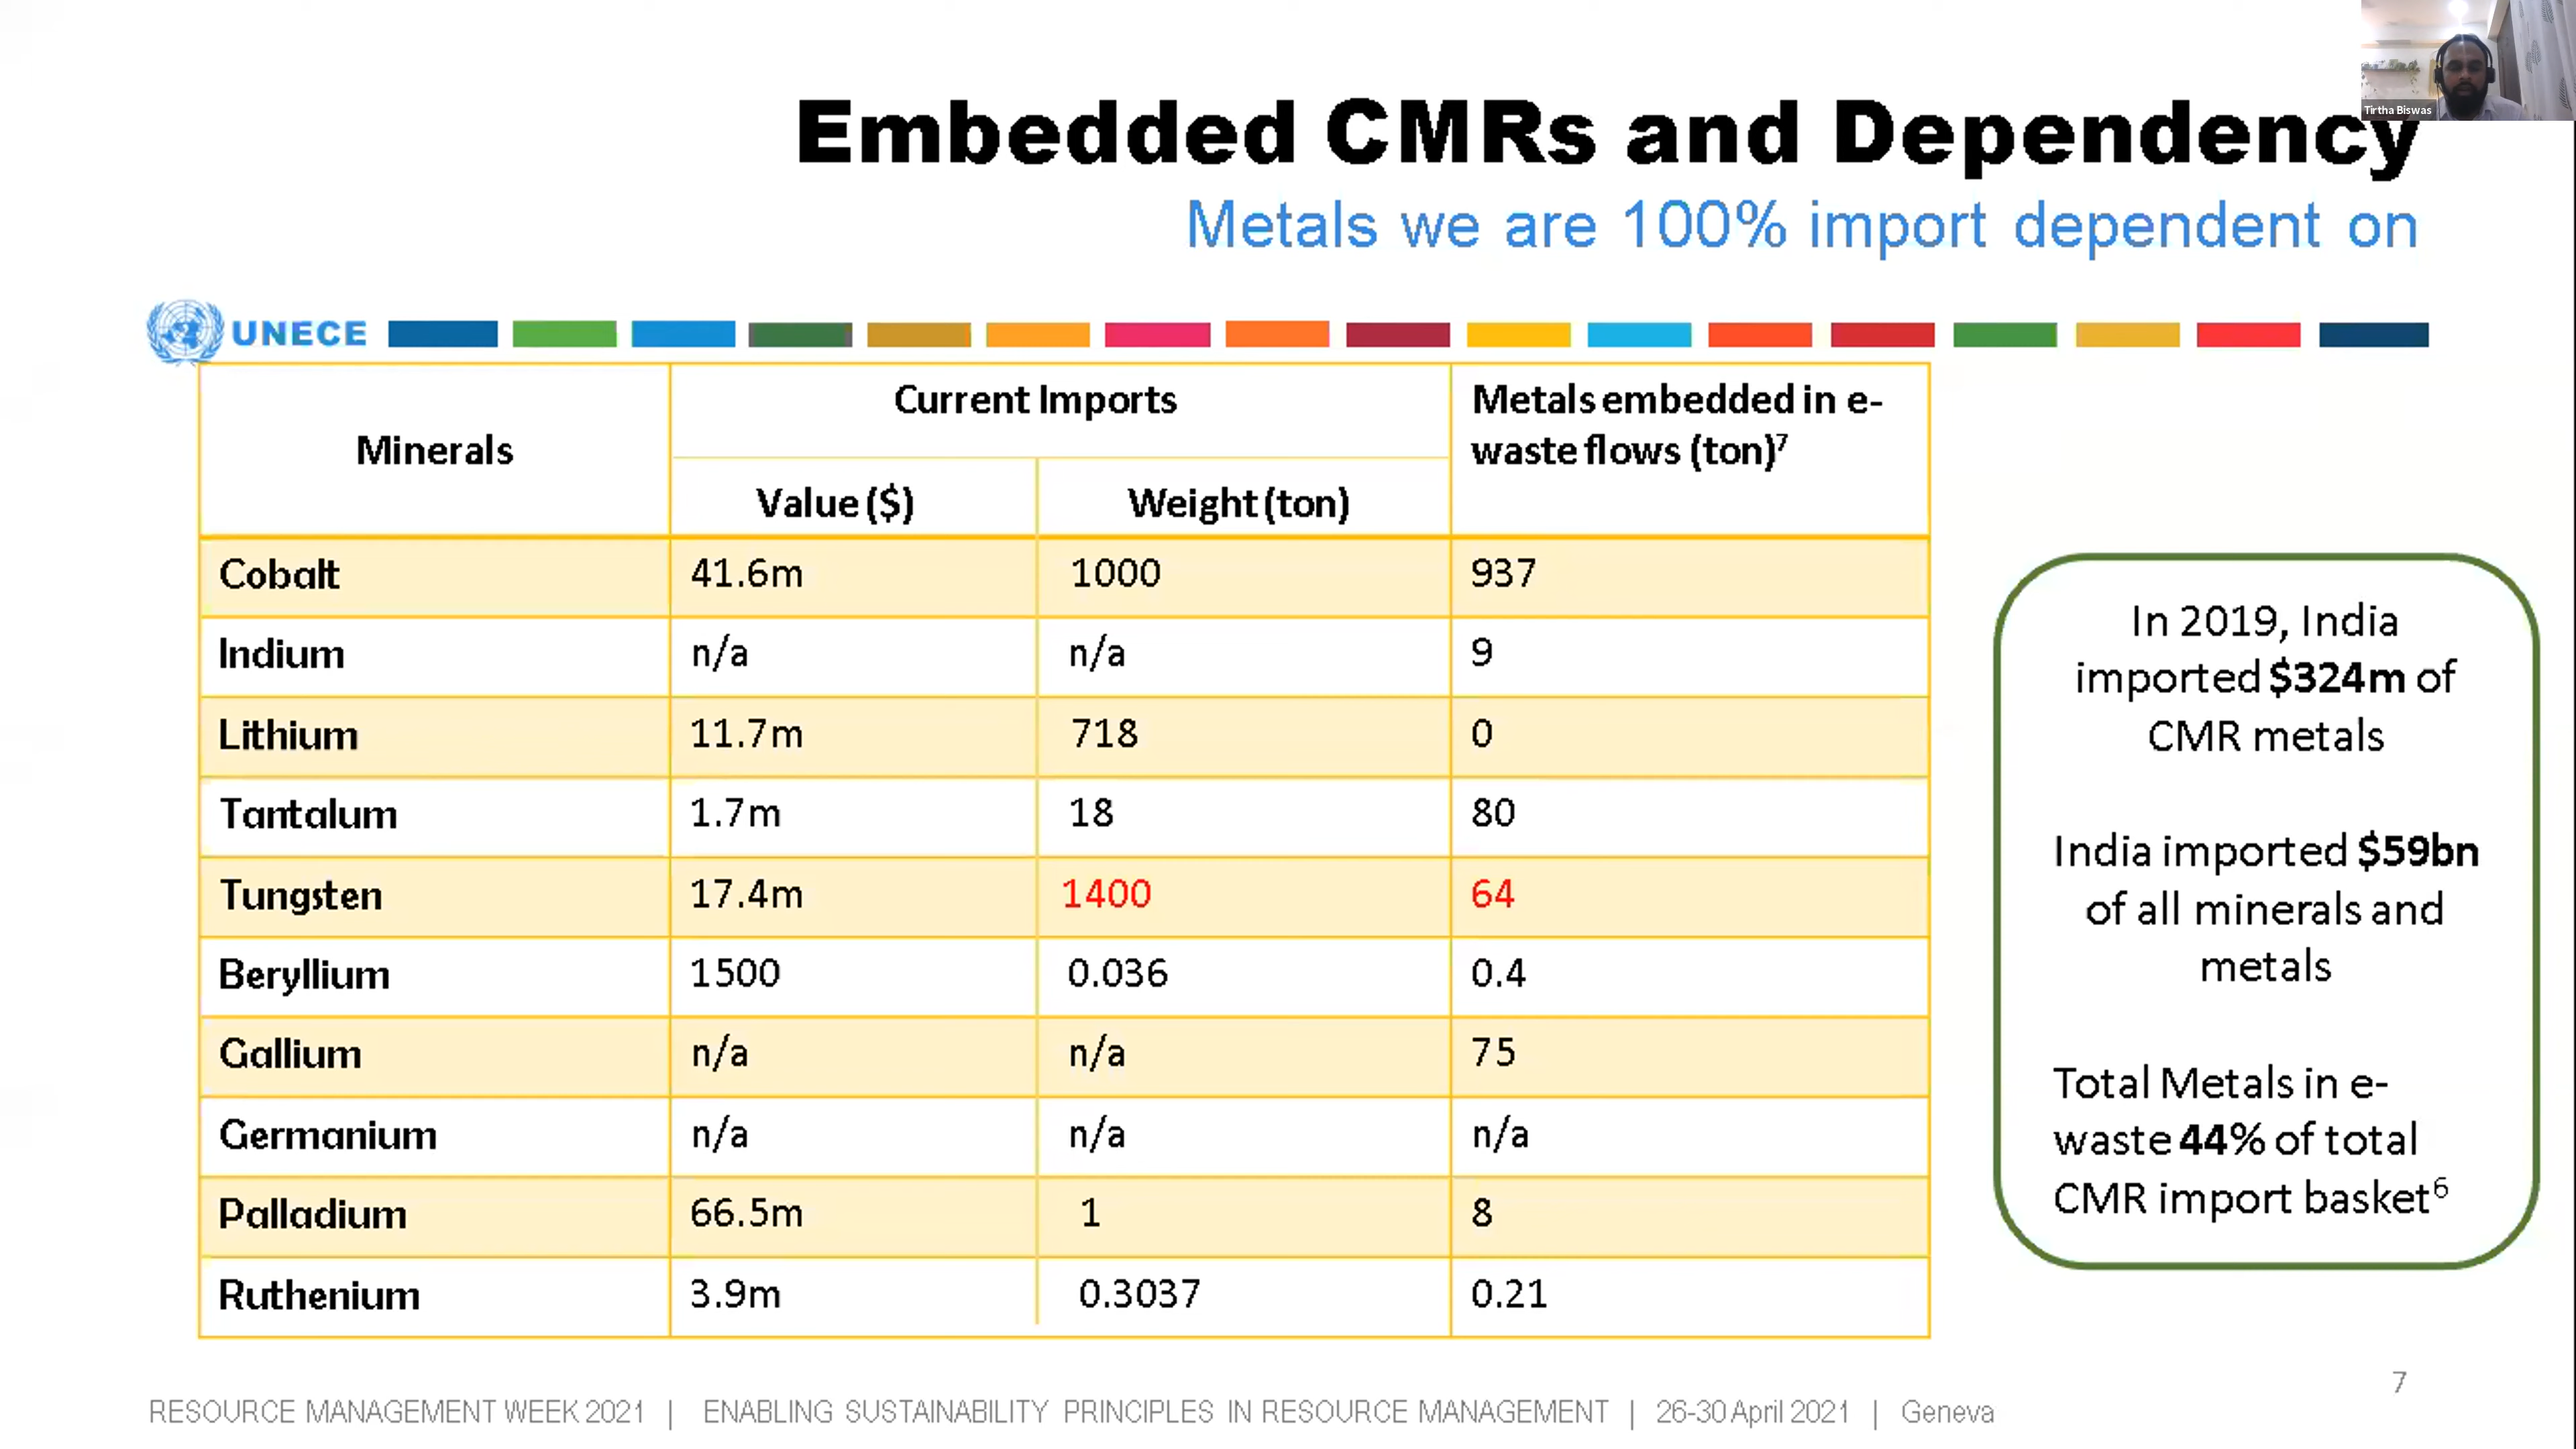 Tirtha Biswas
Embedded CMRs and Dependency
Metals we are 100% import dependent on
UNECE
Minerals
Current Imports
Value ($)
Weight (ton)
Metals embedded in e-
waste flows (ton)7
Cobalt 41.6m 1000 937
Indium n/a n/a 9
Lithium 11.7m 718 0
Tantalum 1.7m 18 80
Tungsten 17.4m 1400 64
Beryllium 1500 0.036 0.4
Gallium n/a n/a 75
Germanium n/a n/a n/a
Palladium 66.5m 1 8
Ruthenium 3.9m 0.3037 0.21
In 2019, India
imported $324m of
CMR metals
India imported $59bn
of all minerals and
metals
Total Metals in e-
waste 44% of total
CMR import basket6
7
RESOURCE MANAGEMENT WEEK 2021 | ENABLING SUSTAINABILITY PRINCIPLES IN RESOURCE MANAGEMENT | 26-30 April 2021 | Geneva